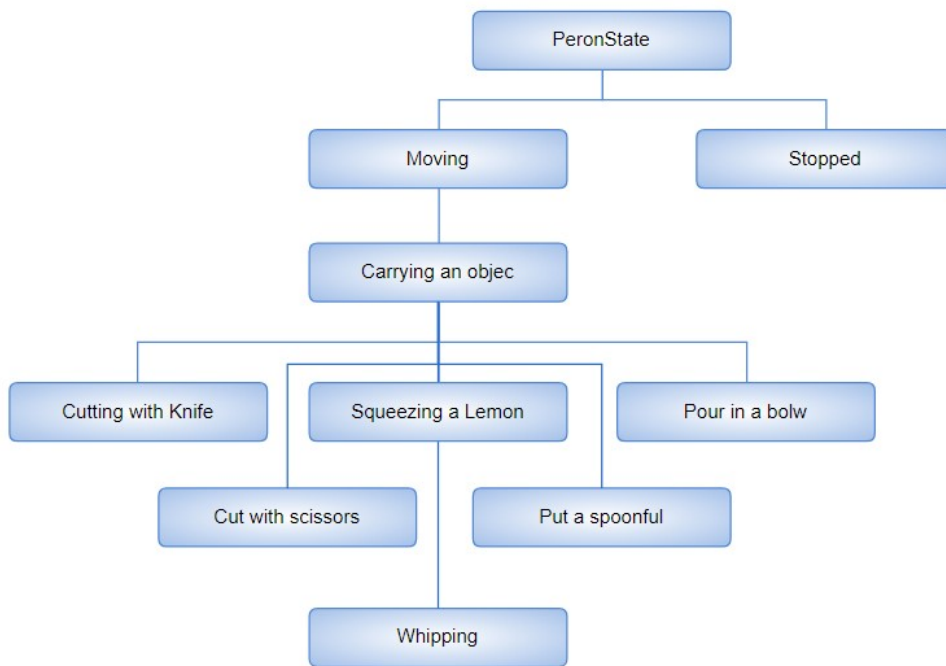 PeronState
Moving
Stopped
Carrying an objec
Cutting with Knife
Squeezing a Lemon
Pour in a bolw
Cut with scissors
Put a spoonful
Whipping